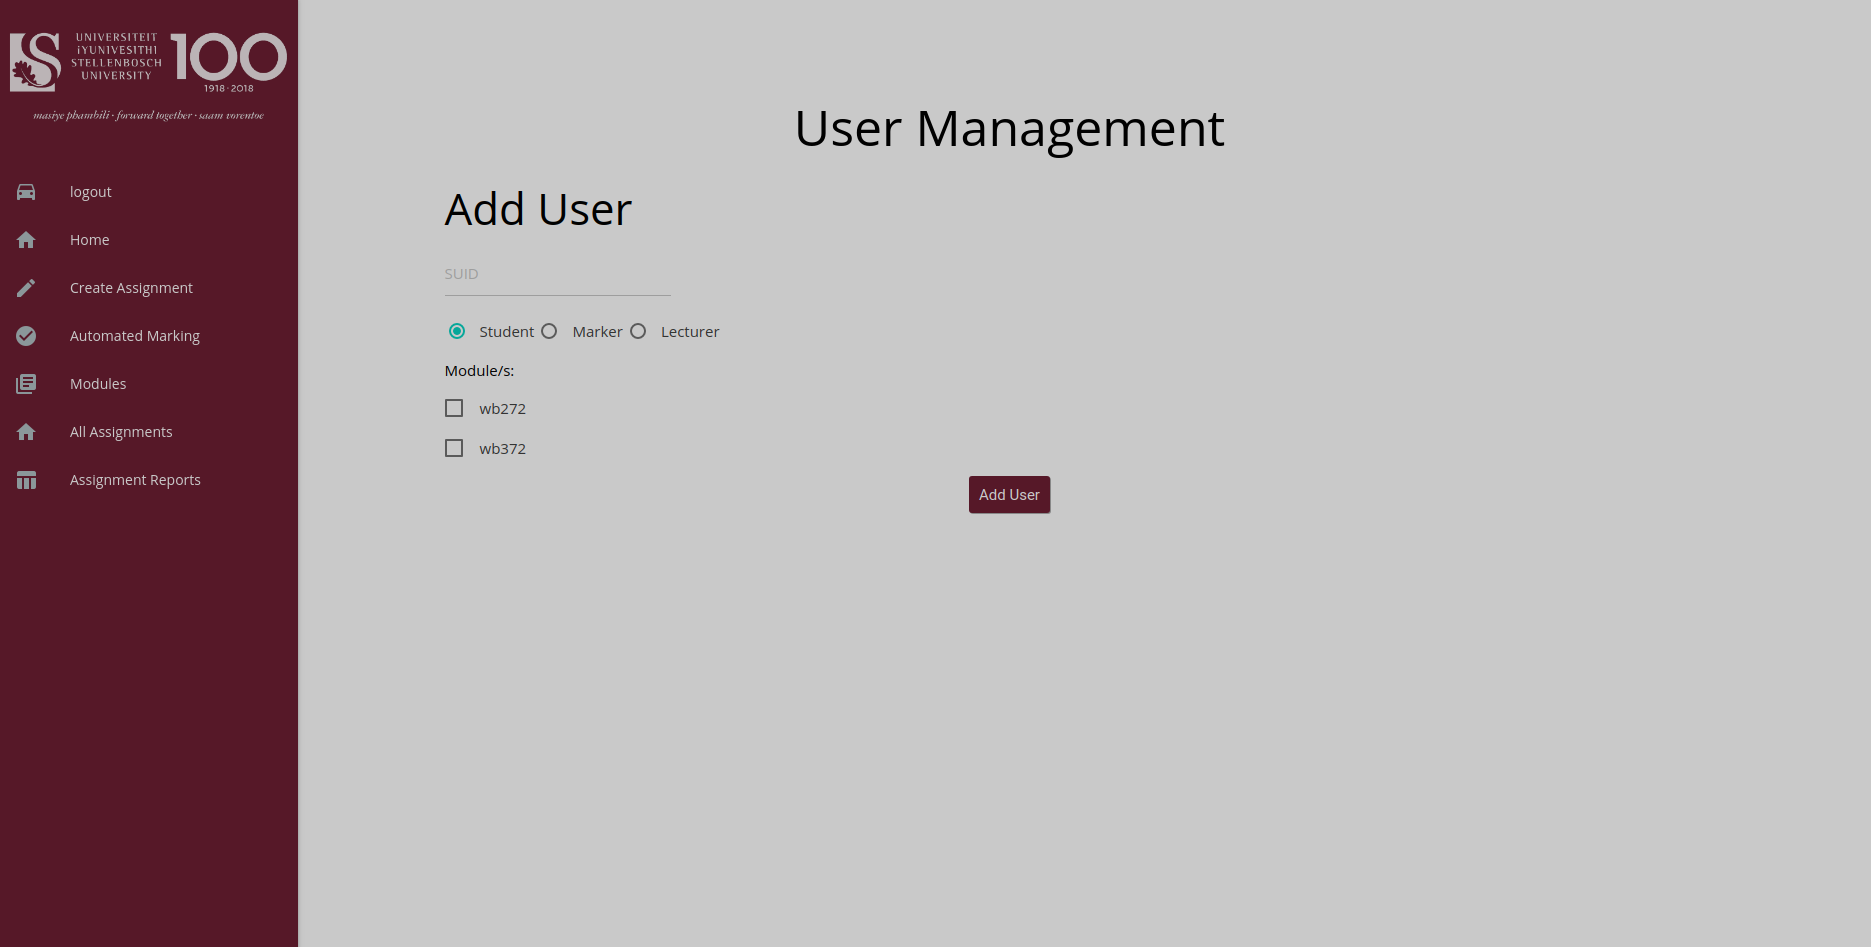 UNIVERSITEIT
iYUNIVESITHI
STELLENBOSCH
UNIVERSITY
100
1918 · 2018
masiye phambili · forward together · saam vorentoe
logout
Home
Create Assignment
Automated Marking
Modules
All Assignments
Assignment Reports
User Management
Add User
SUID
Student Marker Lecturer
Module/s:
wb272
wb372
Add User